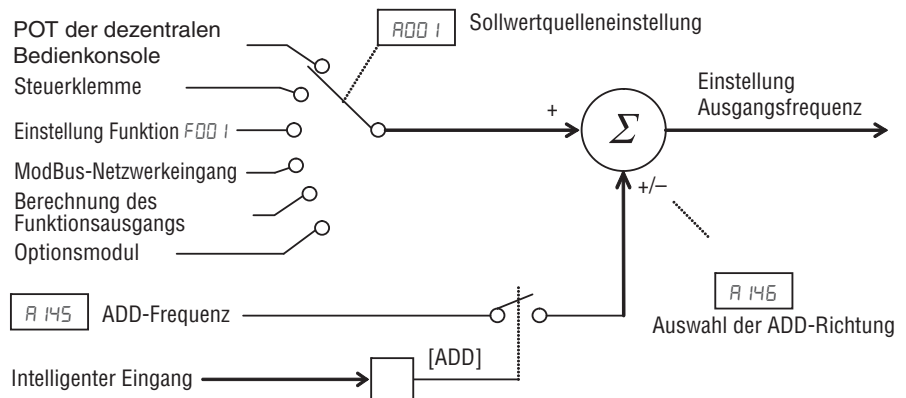 POT der dezentralen
Bedienkonsole
A001 Sollwertquelleneinstellung
Steuerklemme
Einstellung Funktion F001
ModBus-Netzwerkeingang
Berechnung des
Funktionsausgangs
Optionsmodul
+
Σ
Einstellung
Ausgangsfrequenz
+/–
A145 ADD-Frequenz
A146
Auswahl der ADD-Richtung
Intelligenter Eingang
[ADD]